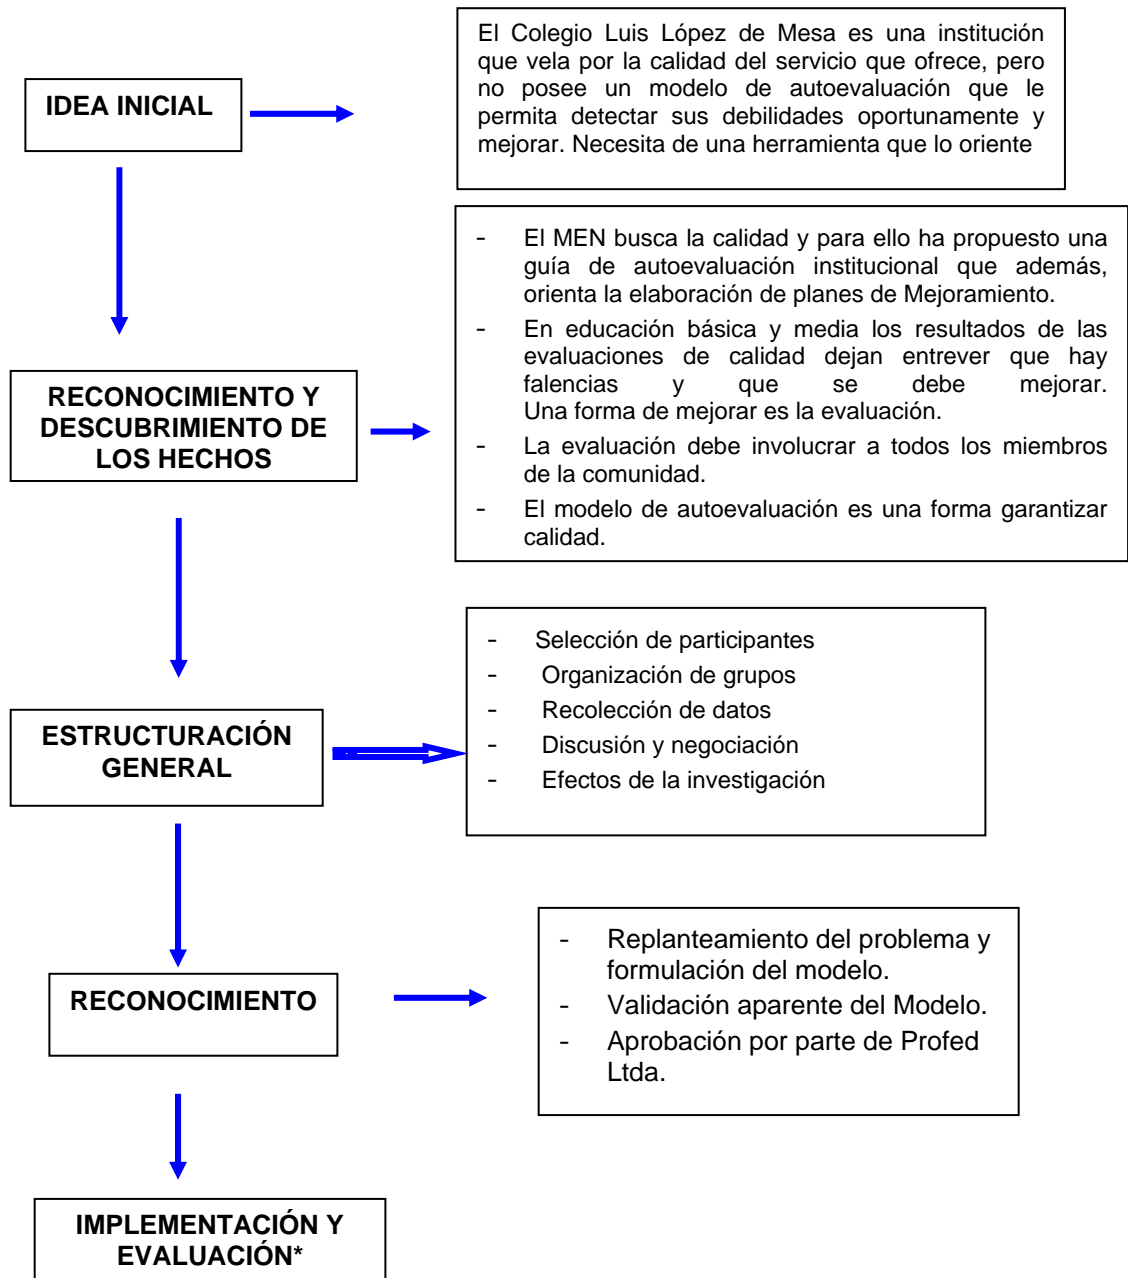 IDEA INICIAL
El Colegio Luis López de Mesa es una institución
que vela por la calidad del servicio que ofrece, pero
no posee un modelo de autoevaluación que le
permita detectar sus debilidades oportunamente y
mejorar. Necesita de una herramienta que lo oriente
RECONOCIMIENTO Y
DESCUBRIMIENTO DE
LOS HECHOS
- El MEN busca la calidad y para ello ha propuesto una
guía de autoevaluación institucional que además,
orienta la elaboración de planes de Mejoramiento.
- En educación básica y media los resultados de las
evaluaciones de calidad dejan entrever que hay
falencias y que se debe mejorar.
Una forma de mejorar es la evaluación.
- La evaluación debe involucrar a todos los miembros
de la comunidad.
- El modelo de autoevaluación es una forma garantizar
calidad.
ESTRUCTURACIÓN
GENERAL
- Selección de participantes
- Organización de grupos
- Recolección de datos
- Discusión y negociación
- Efectos de la investigación
RECONOCIMIENTO
- Replanteamiento del problema y
formulación del modelo.
- Validación aparente del Modelo.
- Aprobación por parte de Profed
Ltda.
IMPLEMENTACIÓN Y
EVALUACIÓN*